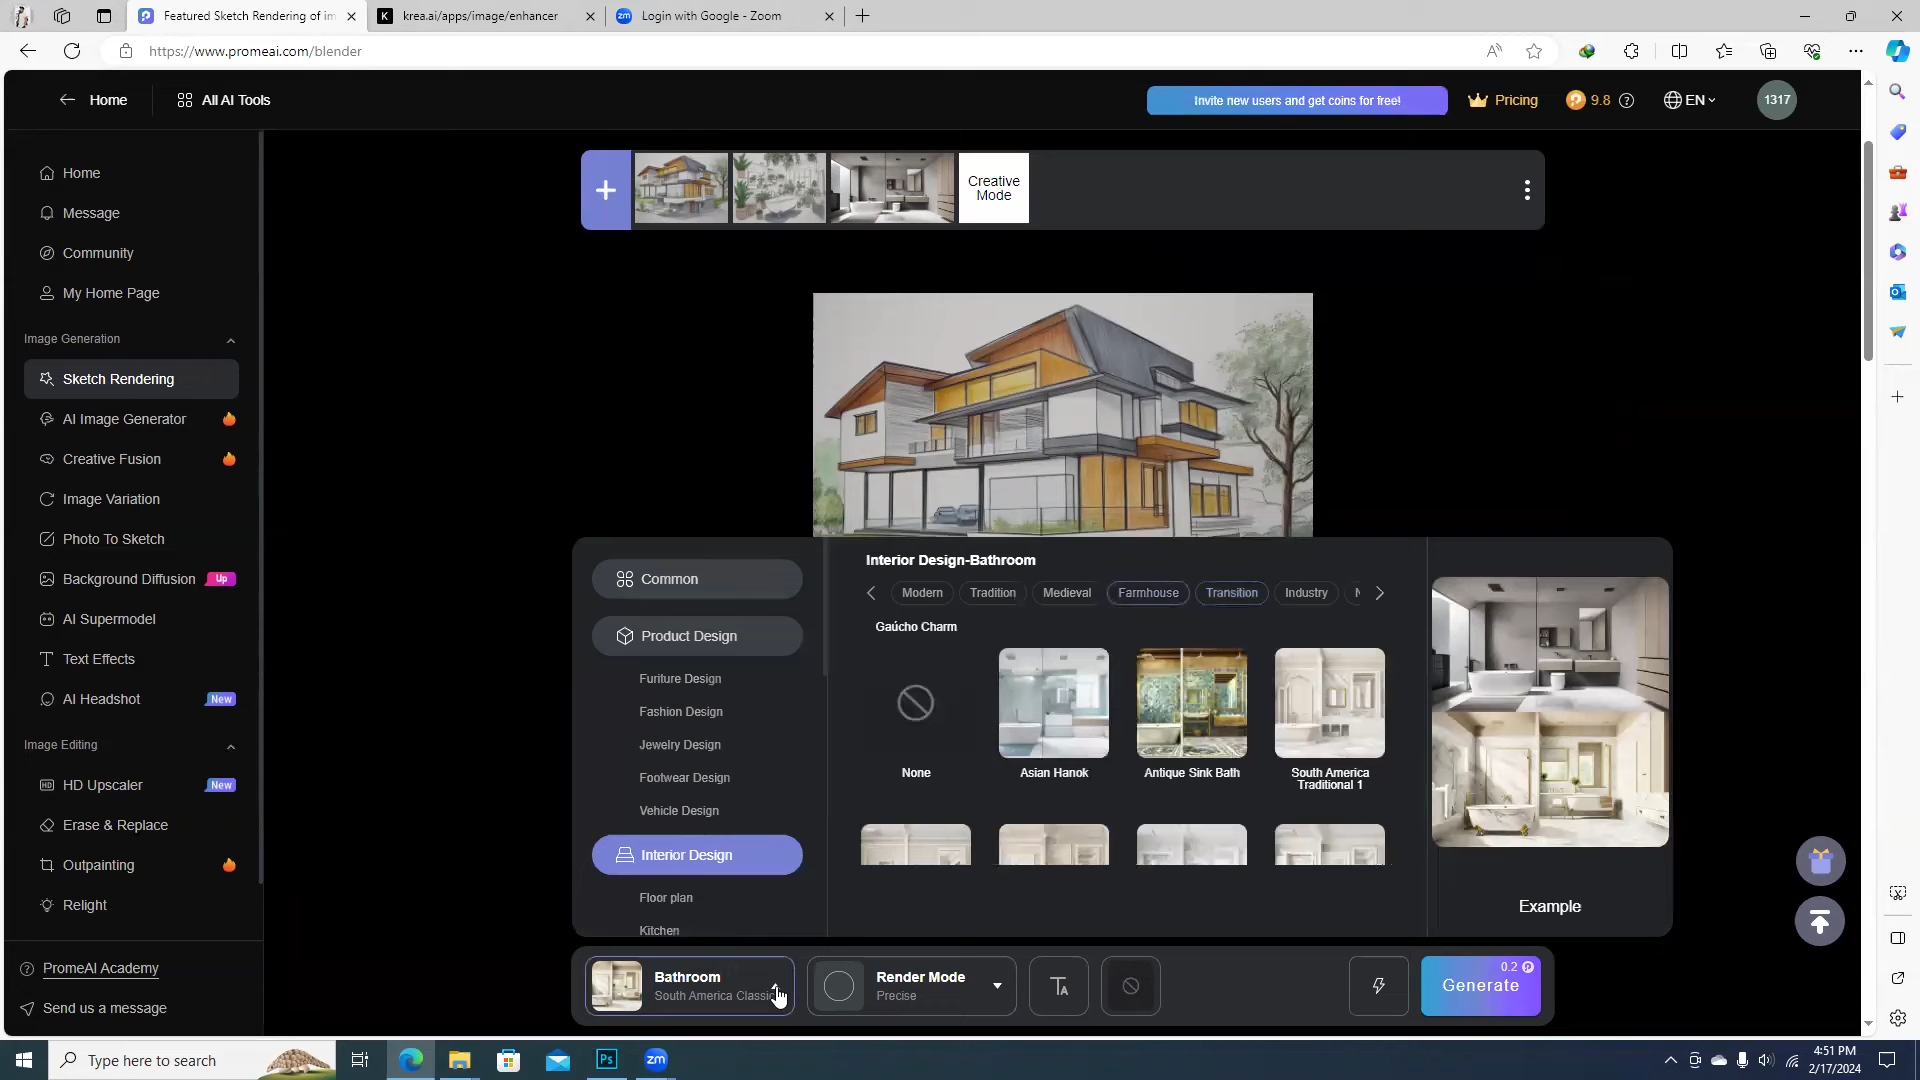 Featured Sketch Rendering of im
krea.ai/apps/image/enhancer
Login with Google - Zoom
https://www.promeai.com/blender
Home
All AI Tools
Invite new users and get coins for free!
Pricing
9.8
EN
1317
Home
Message
Community
My Home Page
Image Generation
Sketch Rendering
AI Image Generator
Creative Fusion
Image Variation
Photo To Sketch
Background Diffusion
Up
AI Supermodel
Text Effects
AI Headshot
New
Image Editing
HD Upscaler
New
Erase & Replace
Outpainting
Relight
PromeAI Academy
Send us a message
Creative
Mode
Common
Product Design
Furiture Design
Fashion Design
Jewelry Design
Footwear Design
Vehicle Design
Interior Design
Floor plan
Kitchen
Interior Design-Bathroom
Modern
Tradition
Medieval
Farmhouse
Transition
Industry
Gaúcho Charm
None
Asian Hanok
Antique Sink Bath
South America
Traditional 1
Example
Bathroom
South America Classic
Render Mode
Precise
0.2
Generate
Type here to search
Ps
zm
4:51 PM
2/17/2024